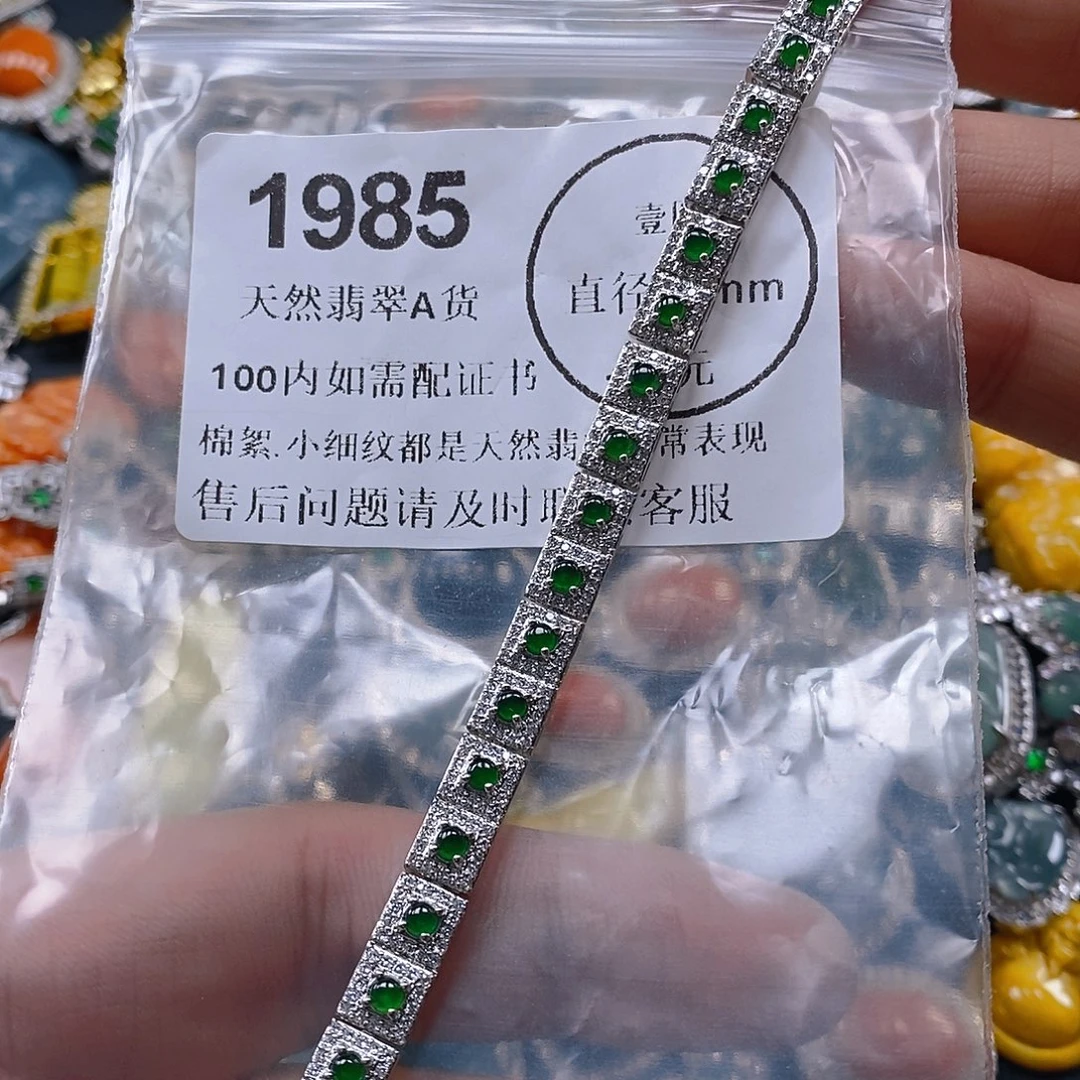 1985
天然翡翠A货
100内如需配证书
棉絮.小细纹都是天然翡 常表现
售后问题请及时 客服
壹
直径 mm
元